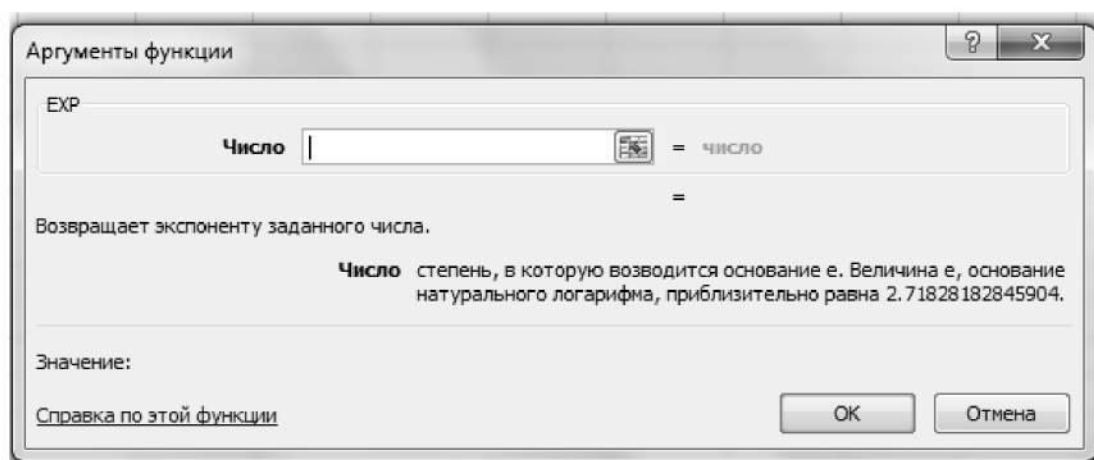 Аргументы функции
EXP
Число = число
=
Возвращает экспоненту заданного числа.
Число степень, в которую возводится основание e. Величина e, основание
натурального логарифма, приблизительно равна 2.71828182845904.
Значение:
Справка по этой функции
ОК Отмена